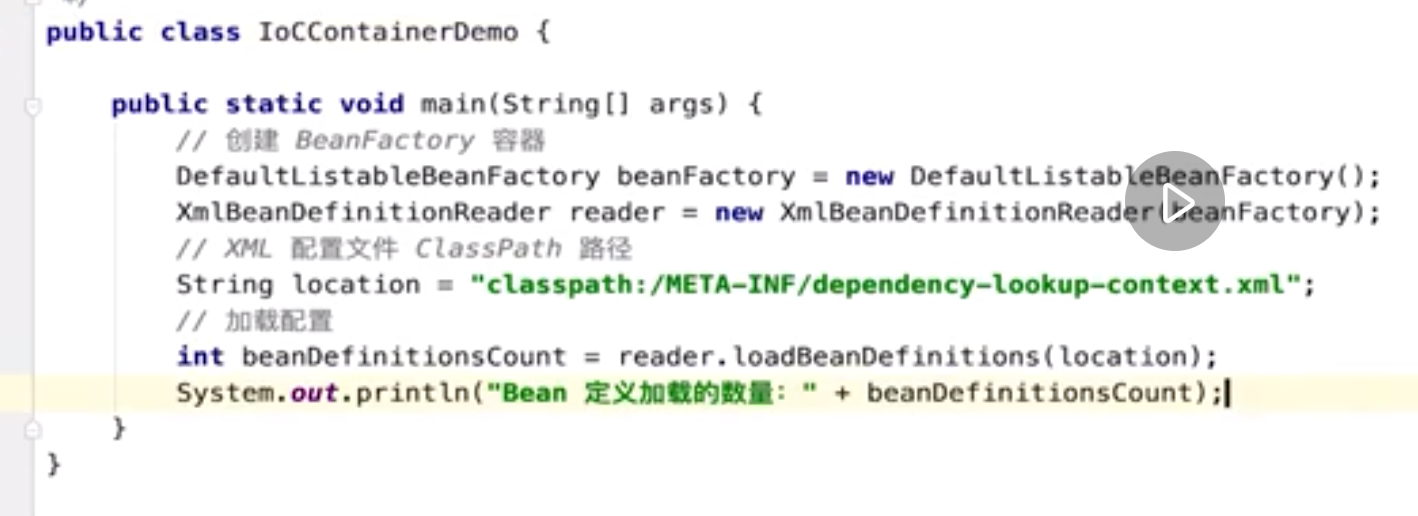 public class IoCContainerDemo {
public static void main(String[] args) {
// 创建 BeanFactory 容器
DefaultListableBeanFactory beanFactory = new DefaultListableBeanFactory();
XmlBeanDefinitionReader reader = new XmlBeanDefinitionReader(beanFactory);
// XML 配置文件 ClassPath 路径
String location = "classpath:/META-INF/dependency-lookup-context.xml";
// 加载配置
int beanDefinitionsCount = reader.loadBeanDefinitions(location);
System.out.println("Bean 定义加载的数量：" + beanDefinitionsCount);
}
}